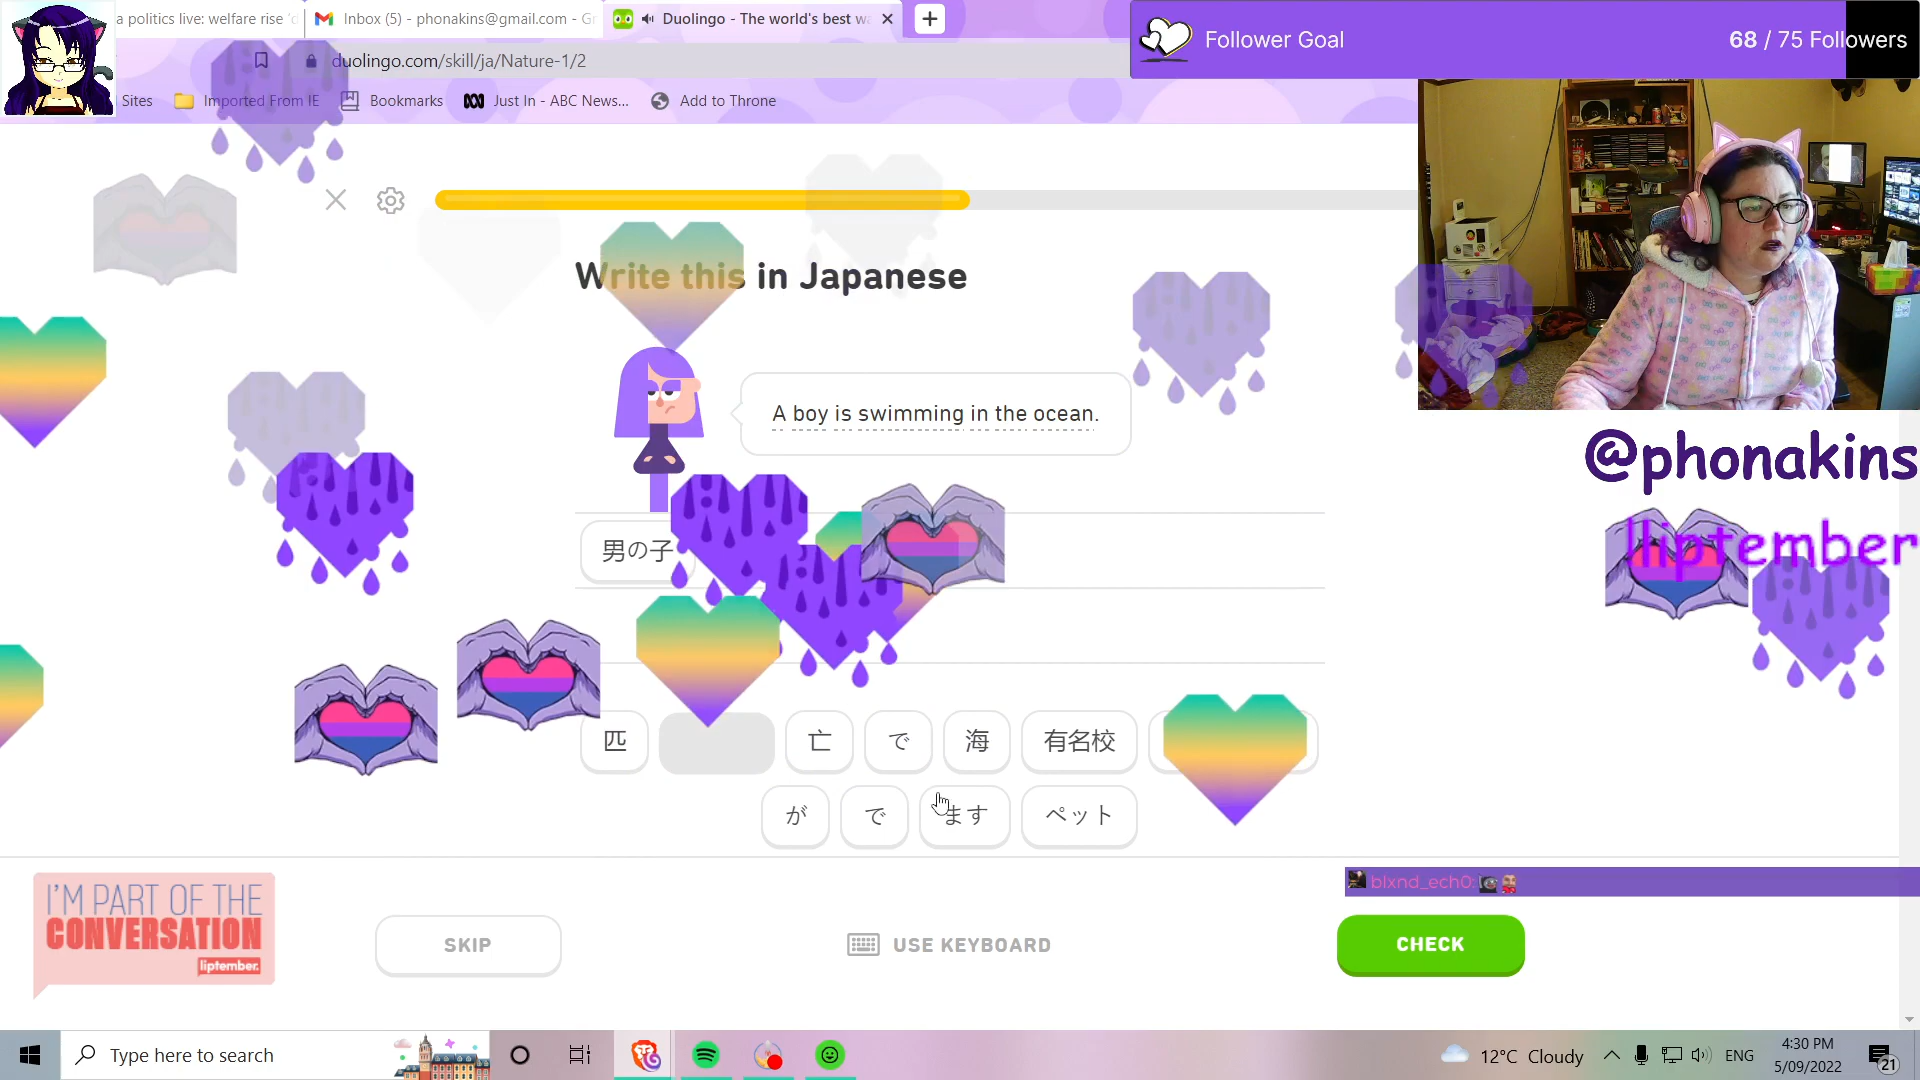 a politics live: welfare rise 'd
Inbox (5) - phonakins@gmail.com - Gr
Duolingo - The world's best wa
Follower Goal
68 / 75 Followers
duolingo.com/skill/ja/Nature-1/2
Sites
Imported From IE
Bookmarks
Just In - ABC News...
Add to Throne
Write this in Japanese
A boy is swimming in the ocean.
@phonakins
liptember
男の子
匹
亡
で
海
有名校
が
で
ます
ペット
I'M PART OF THE
CONVERSATION
liptember.
blxnd_ech0:
SKIP
USE KEYBOARD
CHECK
Type here to search
12°C Cloudy
ENG
4:30 PM
5/09/2022
21